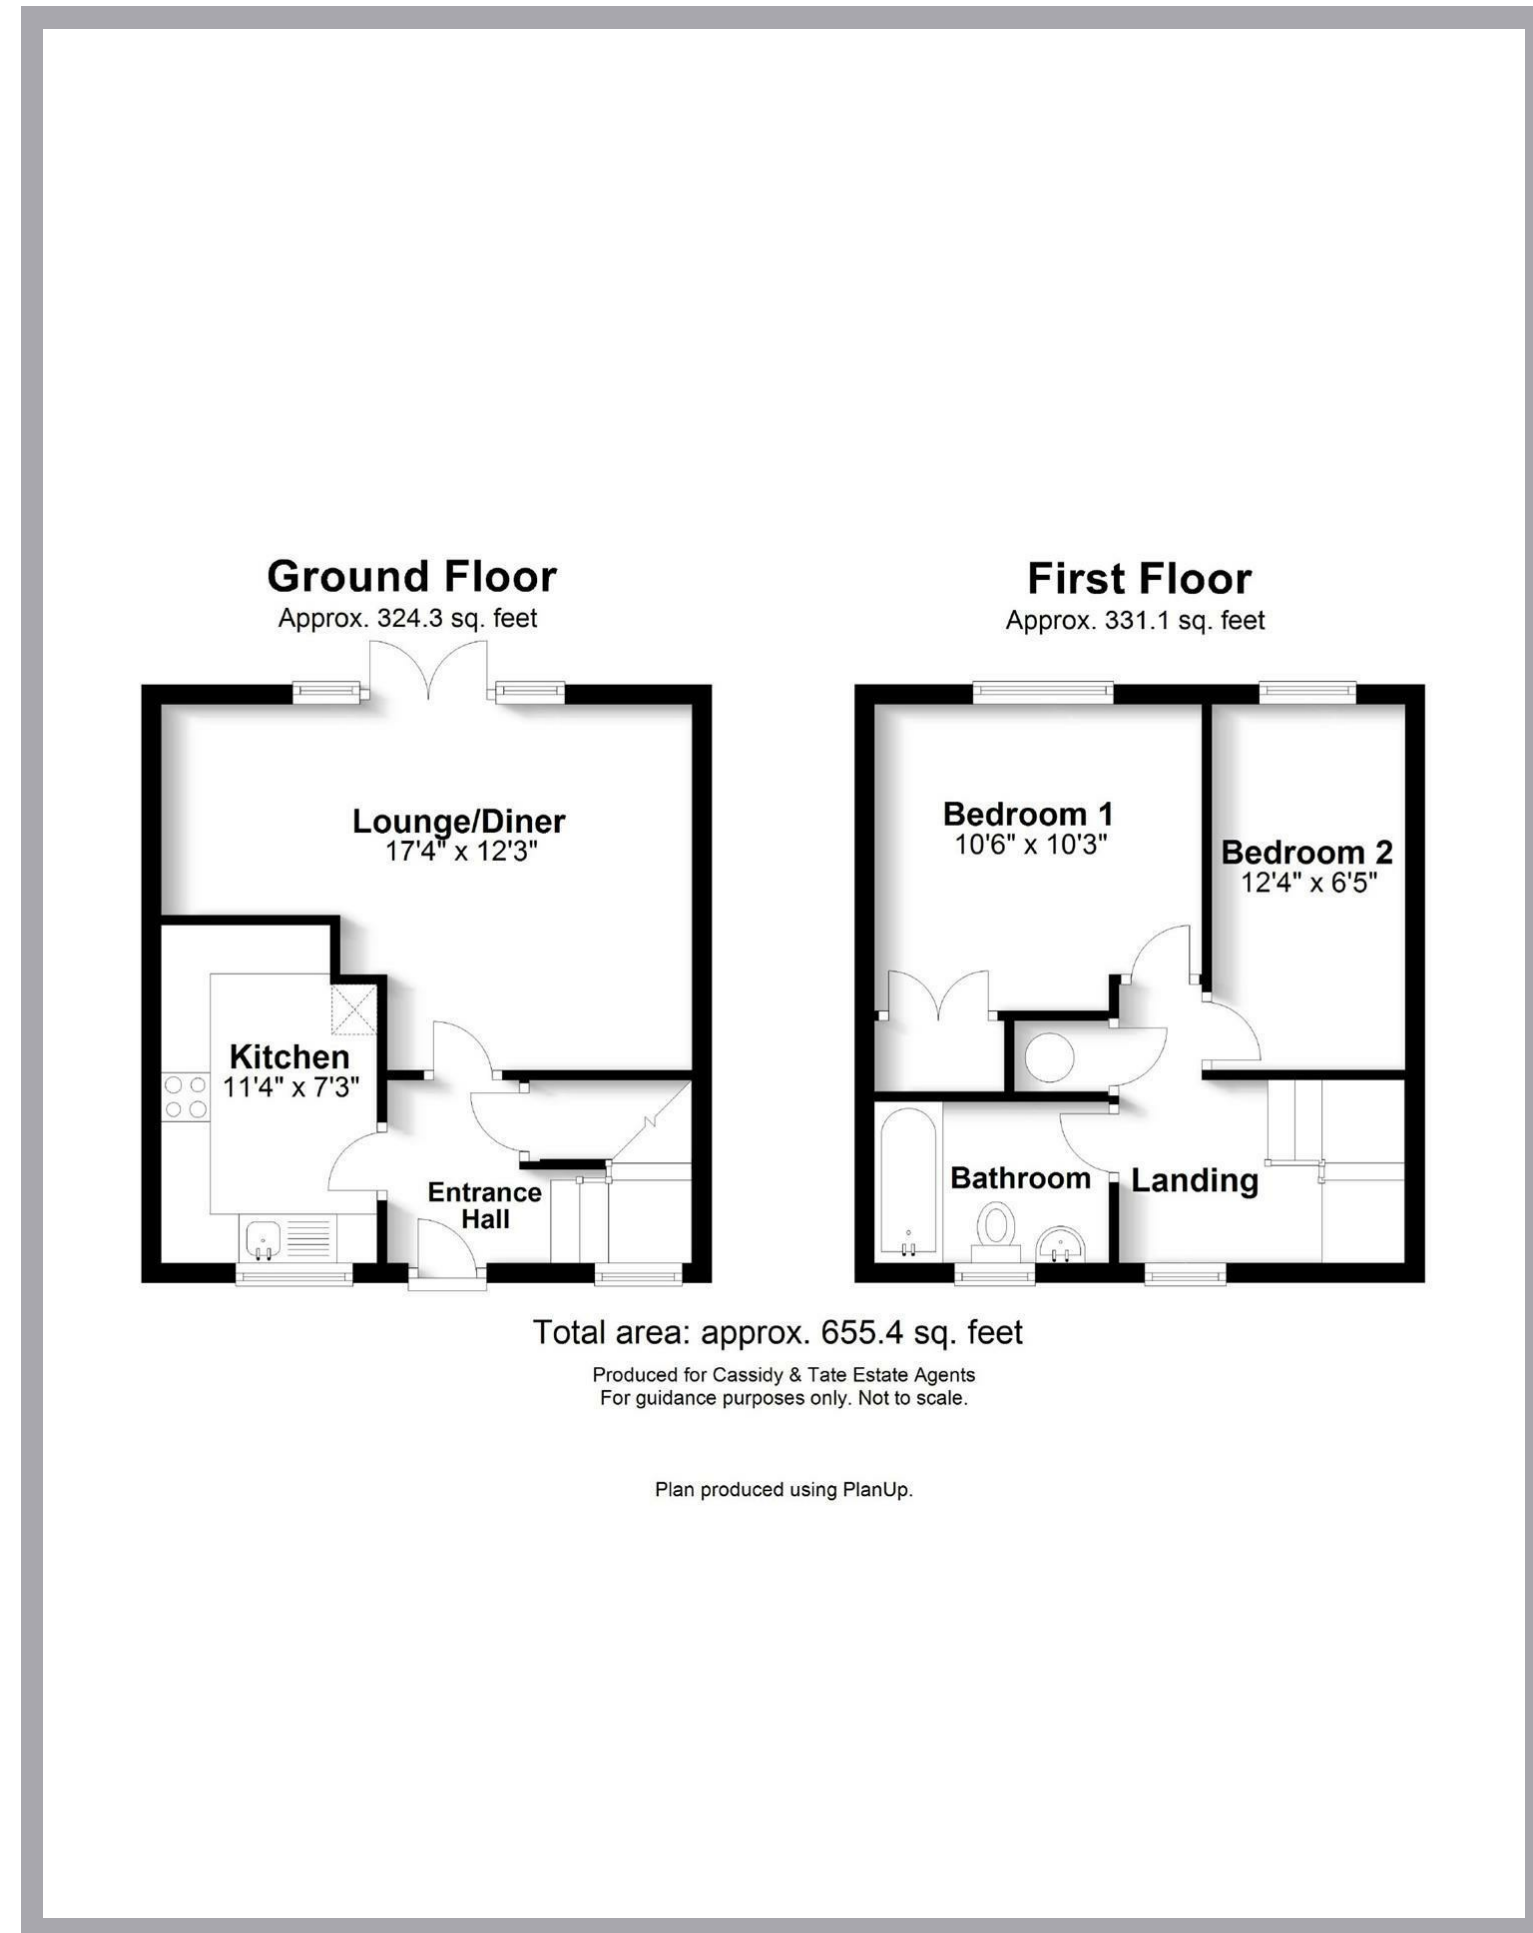 Ground Floor
Approx. 324.3 sq. feet
Lounge/Diner
17'4" x 12'3"
Kitchen
11'4" x 7'3"
Entrance
Hall
First Floor
Approx. 331.1 sq. feet
Bedroom 1
10'6" x 10'3"
Bedroom 2
12'4" x 6'5"
Bathroom
Landing
Total area: approx. 655.4 sq. feet
Produced for Cassidy & Tate Estate Agents
For guidance purposes only. Not to scale.
Plan produced using PlanUp.